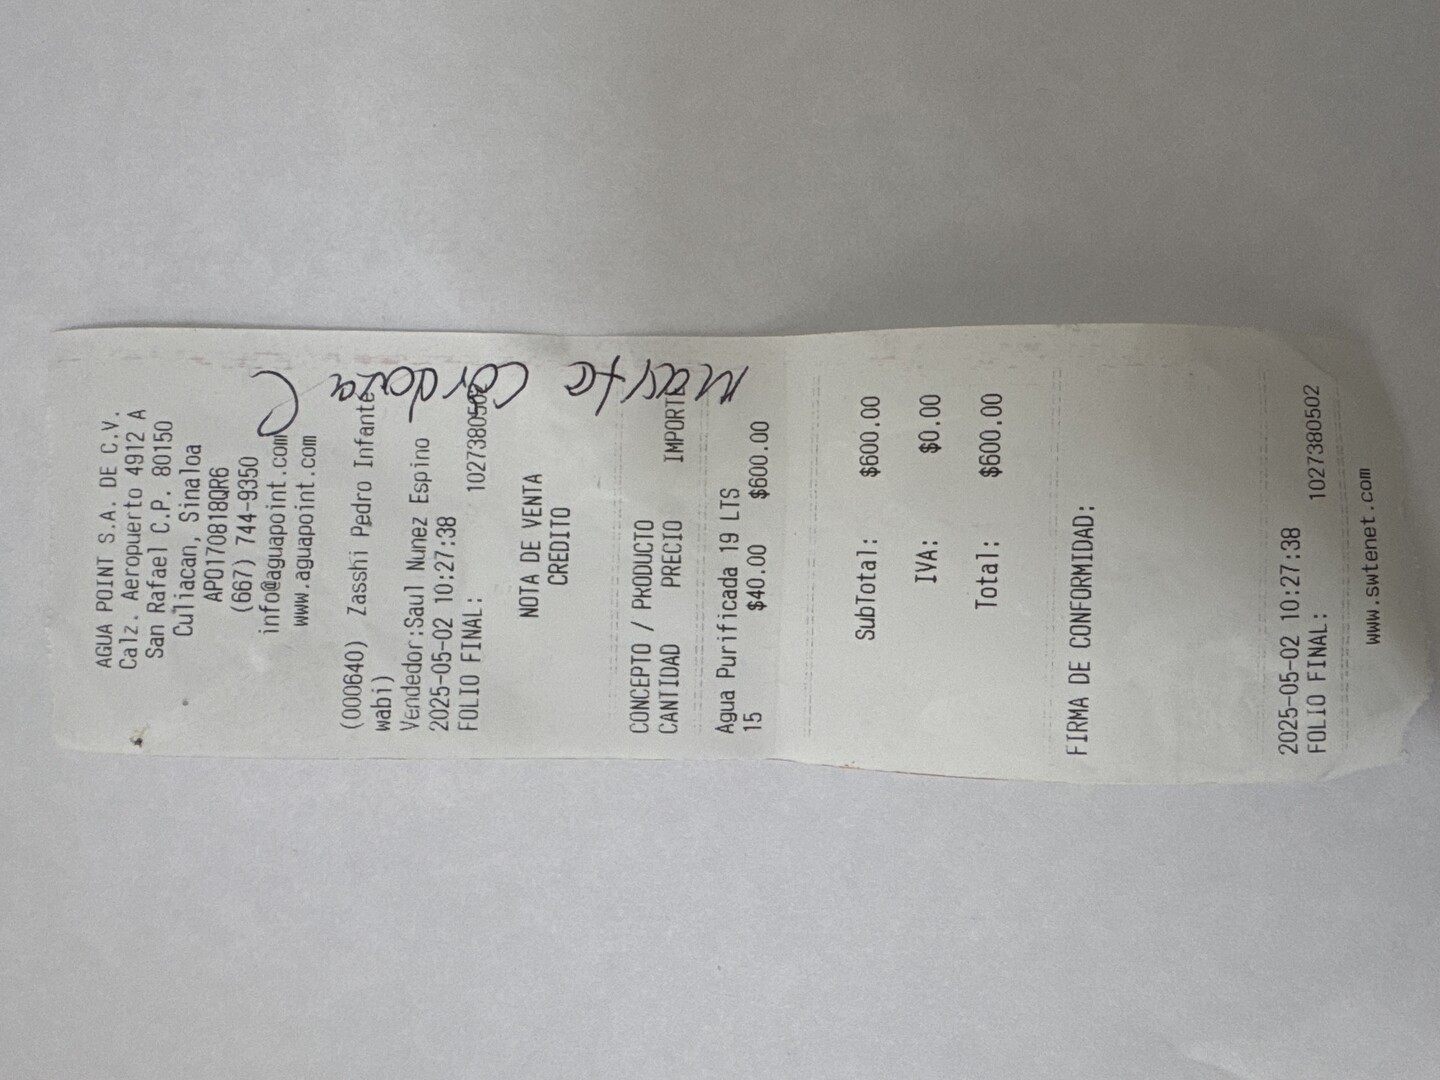 AGUA POINT S.A. DE C.V.
Calz. Aeropuerto 4912 A
San Rafael C.P. 80150
Culiacan, Sinaloa
APO170818QR6
(667) 744-9350
info@aguapoint.com
www.aguapoint.com
(000640) Zasshi Pedro Infante
wabi)
Vendedor:Saul Nunez Espino
2025-05-02 10:27:38
FOLIO FINAL: 1027380502
NOTA DE VENTA
CREDITO
CONCEPTO / PRODUCTO
CANTIDAD PRECIO IMPORTE
Agua Purificada 19 LTS
15 $40.00 $600.00
SubTotal: $600.00
IVA: $0.00
Total: $600.00
FIRMA DE CONFORMIDAD:
2025-05-02 10:27:38
FOLIO FINAL: 1027380502
www.swtenet.com
Marta